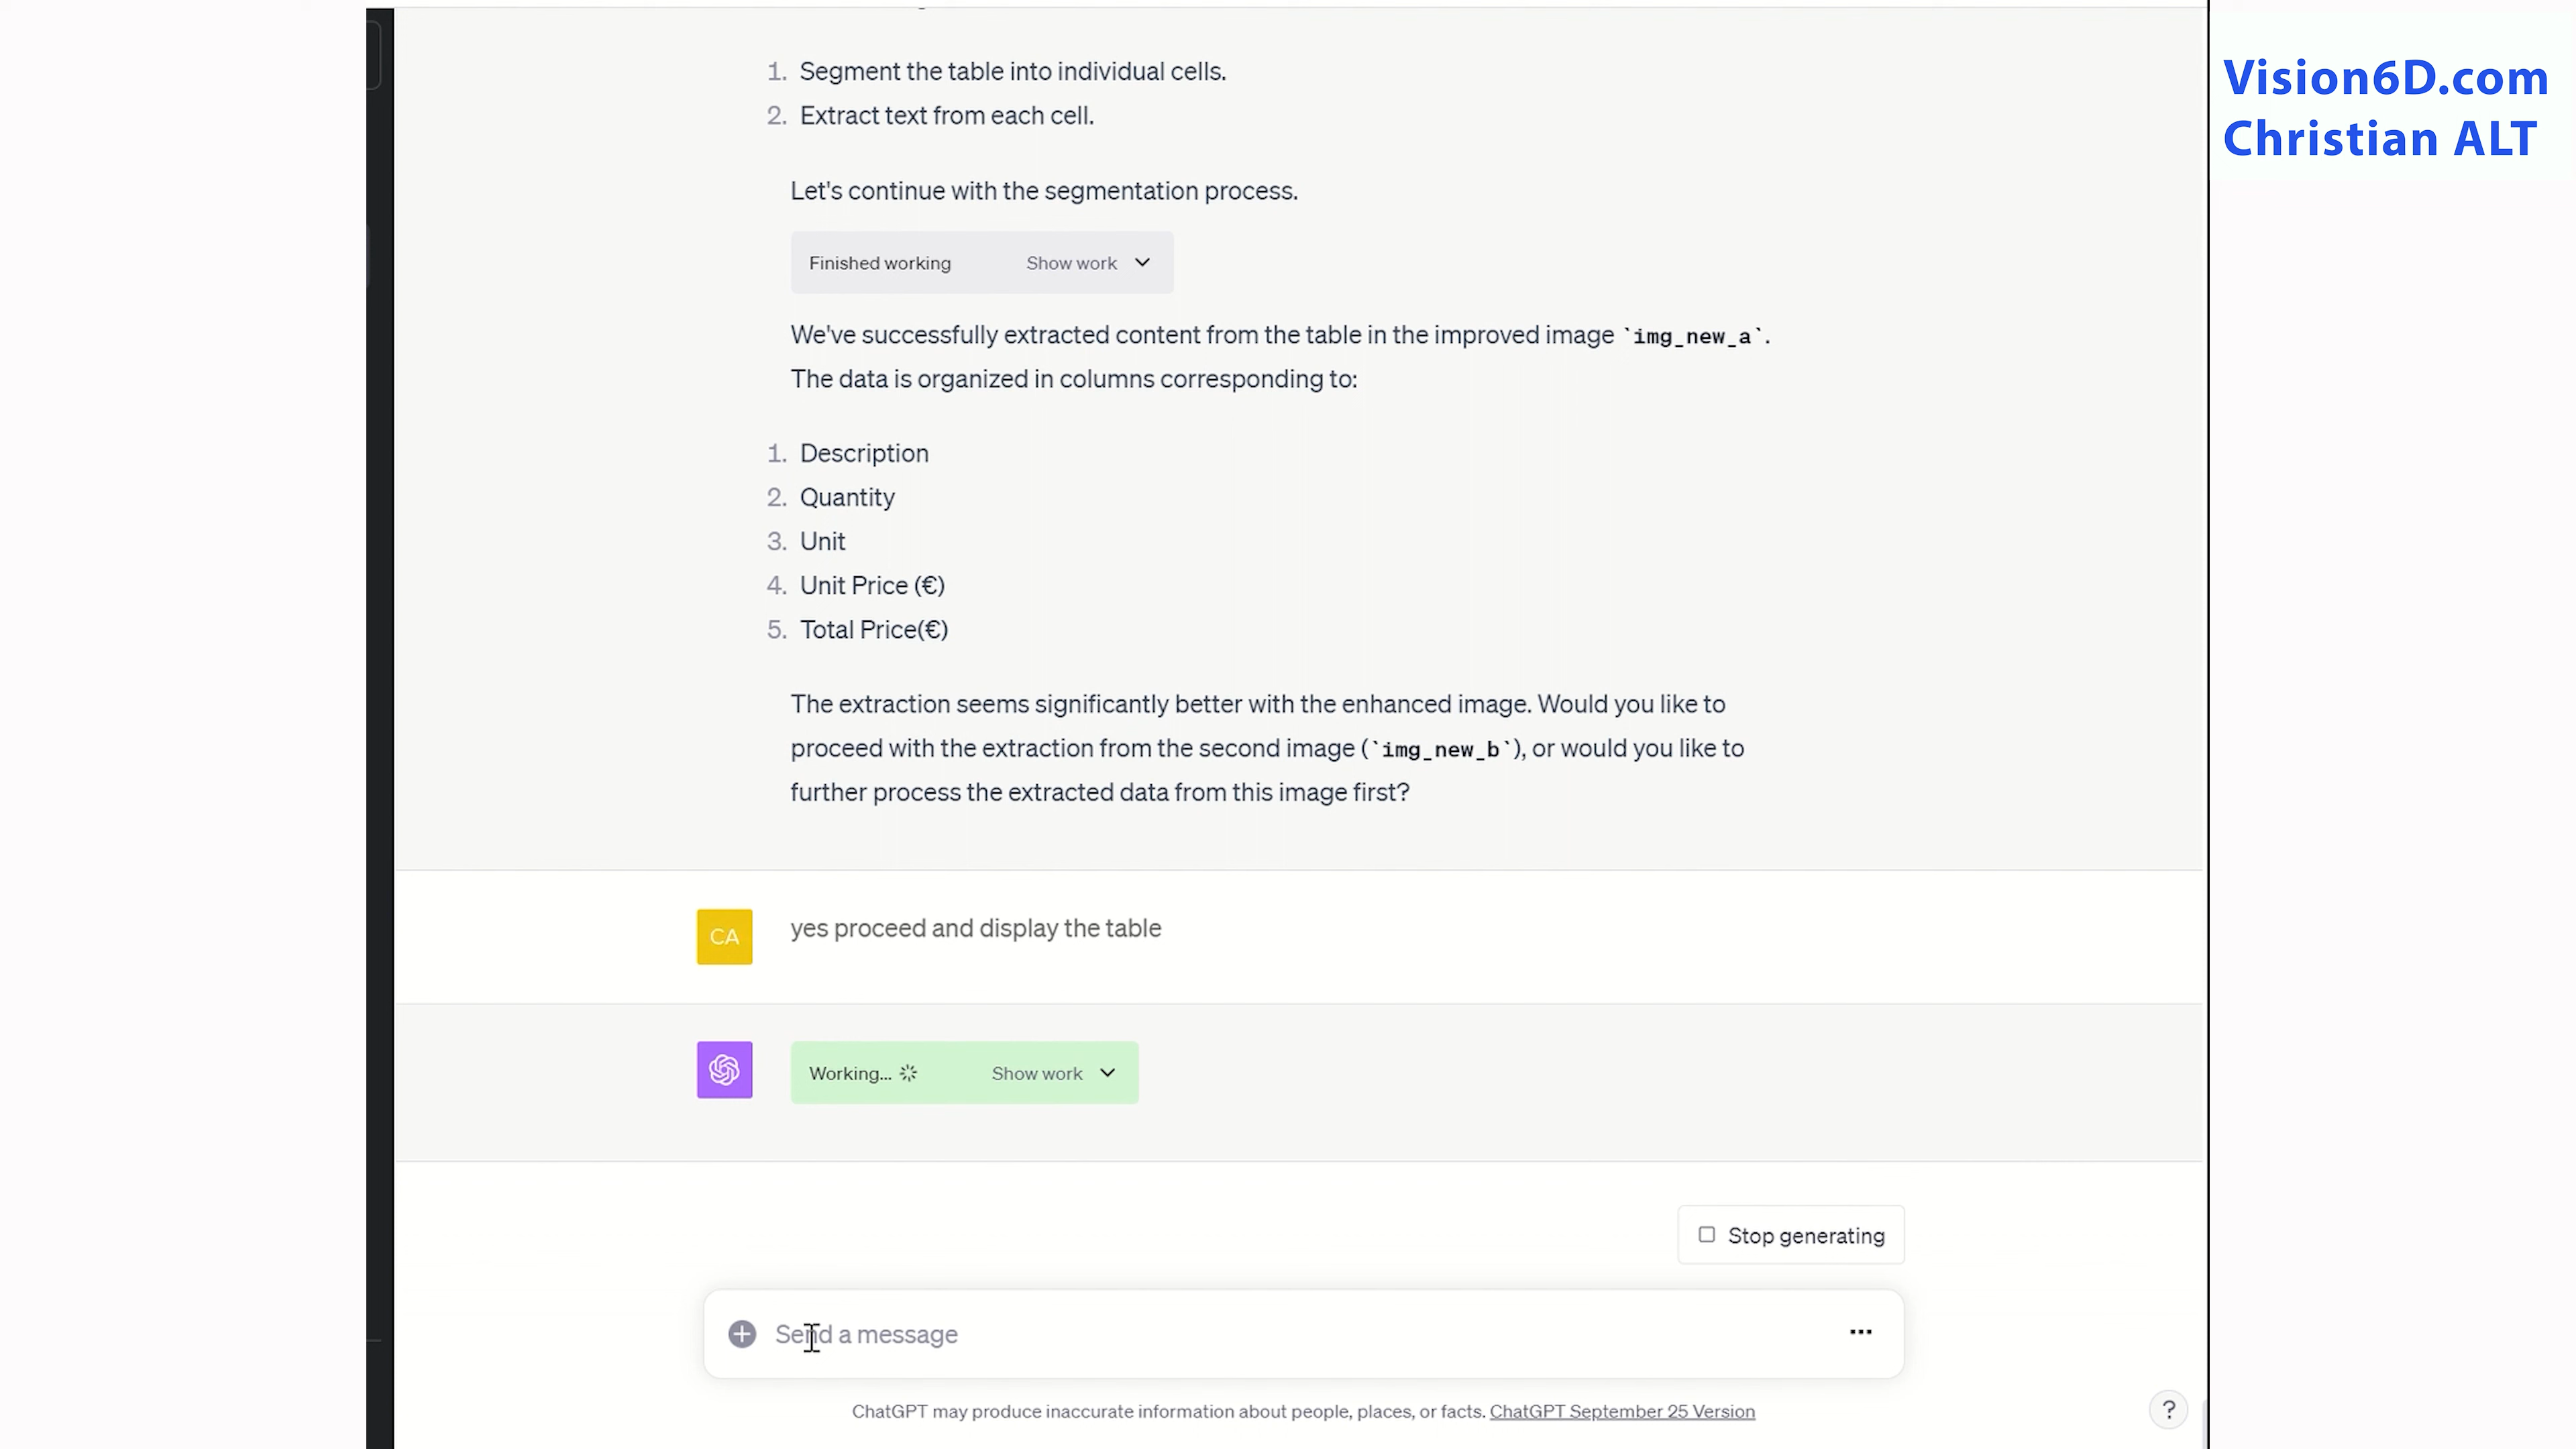 Vision6D.com
Christian ALT
1. Segment the table into individual cells.
2. Extract text from each cell.
Let's continue with the segmentation process.
Finished working Show work
We've successfully extracted content from the table in the improved image `img_new_a`.
The data is organized in columns corresponding to:
1. Description
2. Quantity
3. Unit
4. Unit Price (€)
5. Total Price(€)
The extraction seems significantly better with the enhanced image. Would you like to
proceed with the extraction from the second image (`img_new_b`), or would you like to
further process the extracted data from this image first?
CA yes proceed and display the table
Working... Show work
Stop generating
Send a message
ChatGPT may produce inaccurate information about people, places, or facts. ChatGPT September 25 Version
?